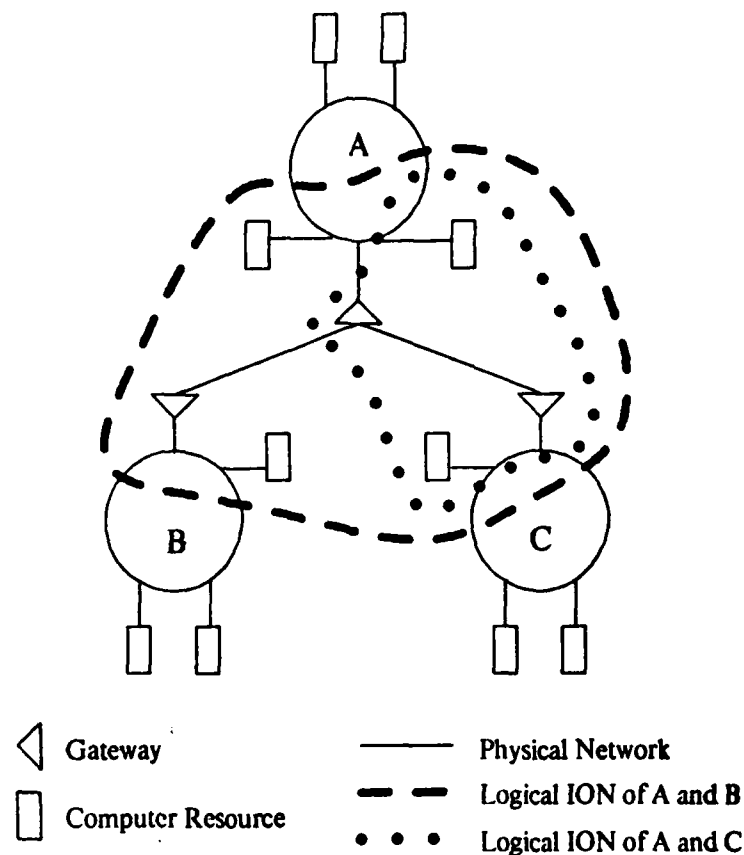 A
B
C
Gateway
Physical Network
Logical ION of A and B
Computer Resource
Logical ION of A and C